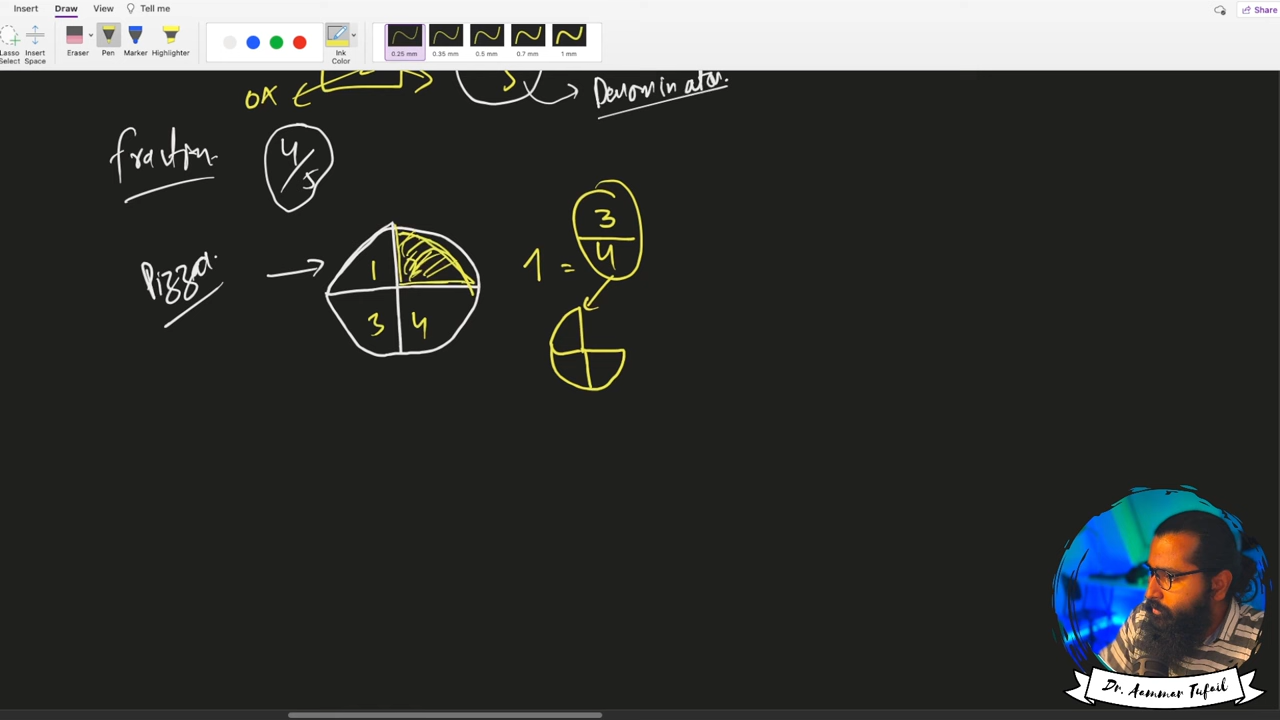 Insert Draw View Tell me
Share
Lasso Select
Insert Space
Eraser
Pen
Marker
Highlighter
Ink Color
0.25 mm
0.35 mm
0.5 mm
0.7 mm
1 mm
Denominator.
fraction
4/5
Pizza.
1
3 4
1 = 3/4
Dr. Aammar Tufail